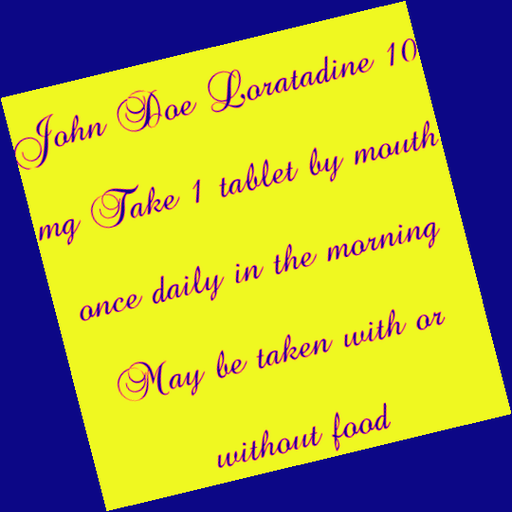 John Doe Loratadine 10
mg Take 1 tablet by mouth
once daily in the morning
May be taken with or
without food